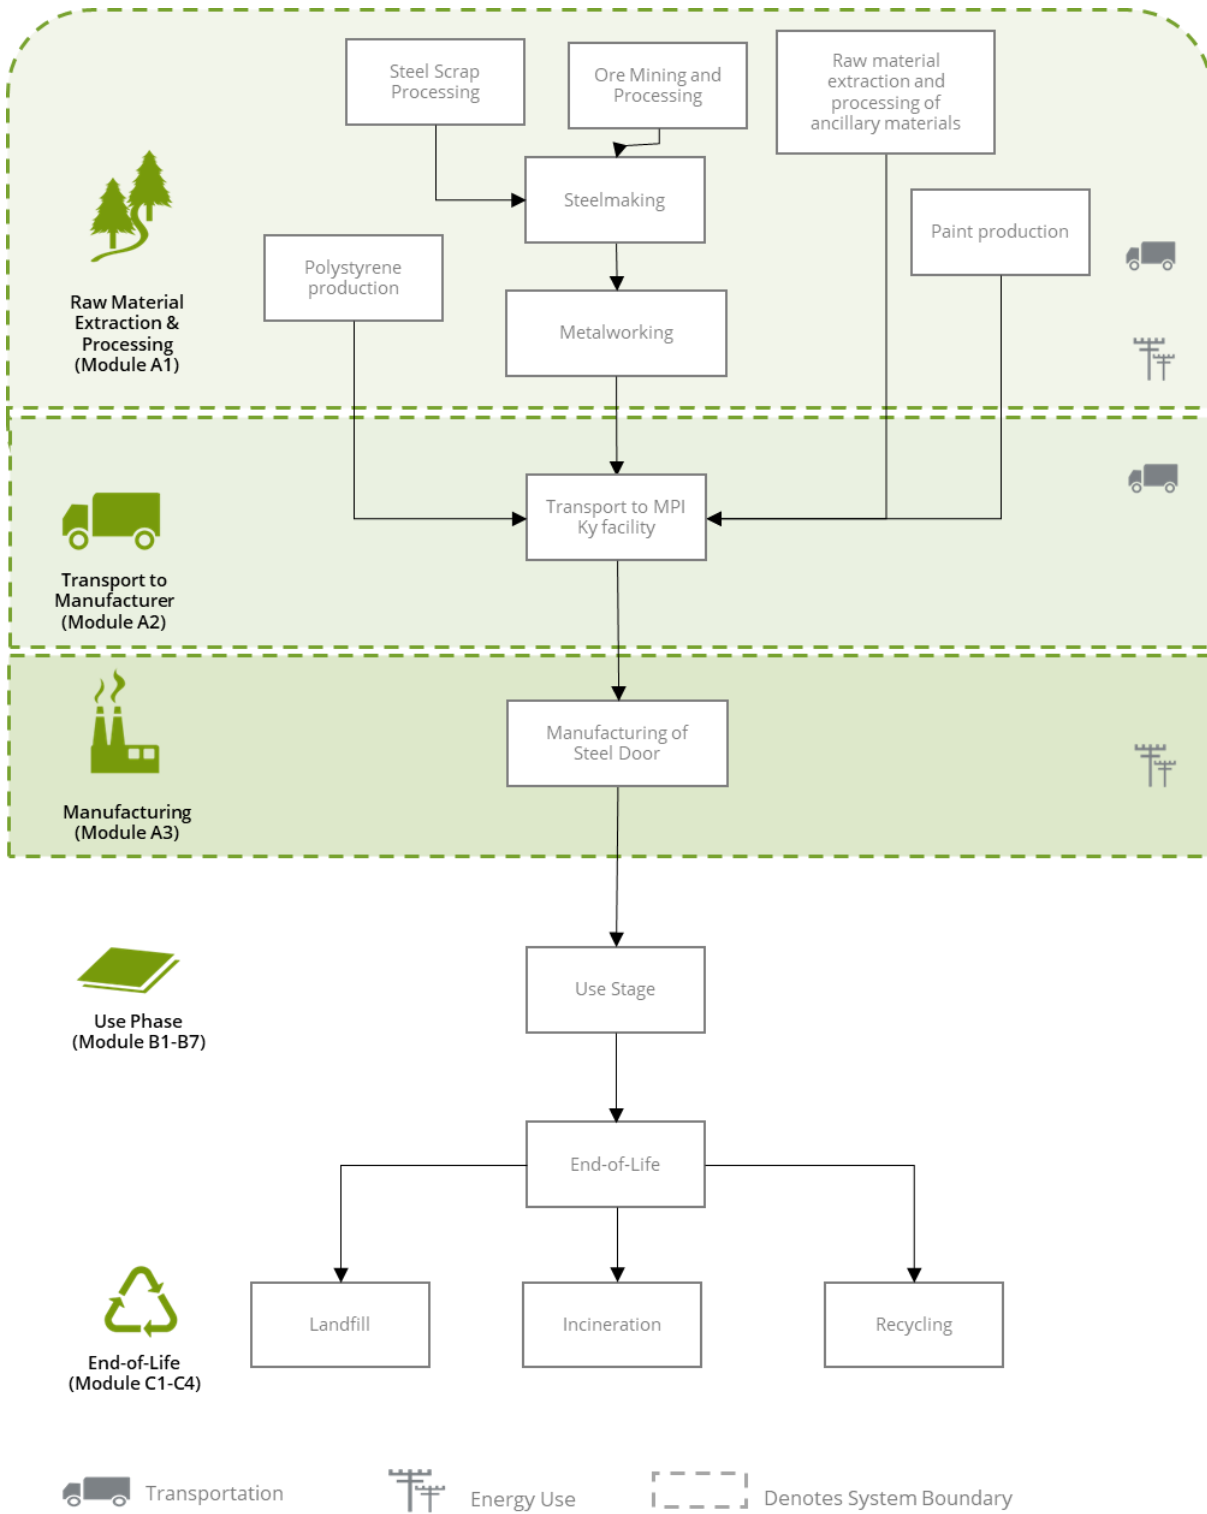 Steel Scrap
Processing
Ore Mining and
Processing
Raw material
extraction and
processing of
ancillary materials
Steelmaking
Paint production
Polystyrene
production
Raw Material
Extraction &
Processing
(Module A1)
Metalworking
Transport to MPI
Ky facility
Transport to
Manufacturer
(Module A2)
Manufacturing of
Steel Door
Manufacturing
(Module A3)
Use Stage
Use Phase
(Module B1-B7)
End-of-Life
Landfill
Incineration
Recycling
End-of-Life
(Module C1-C4)
Transportation
Energy Use
Denotes System Boundary